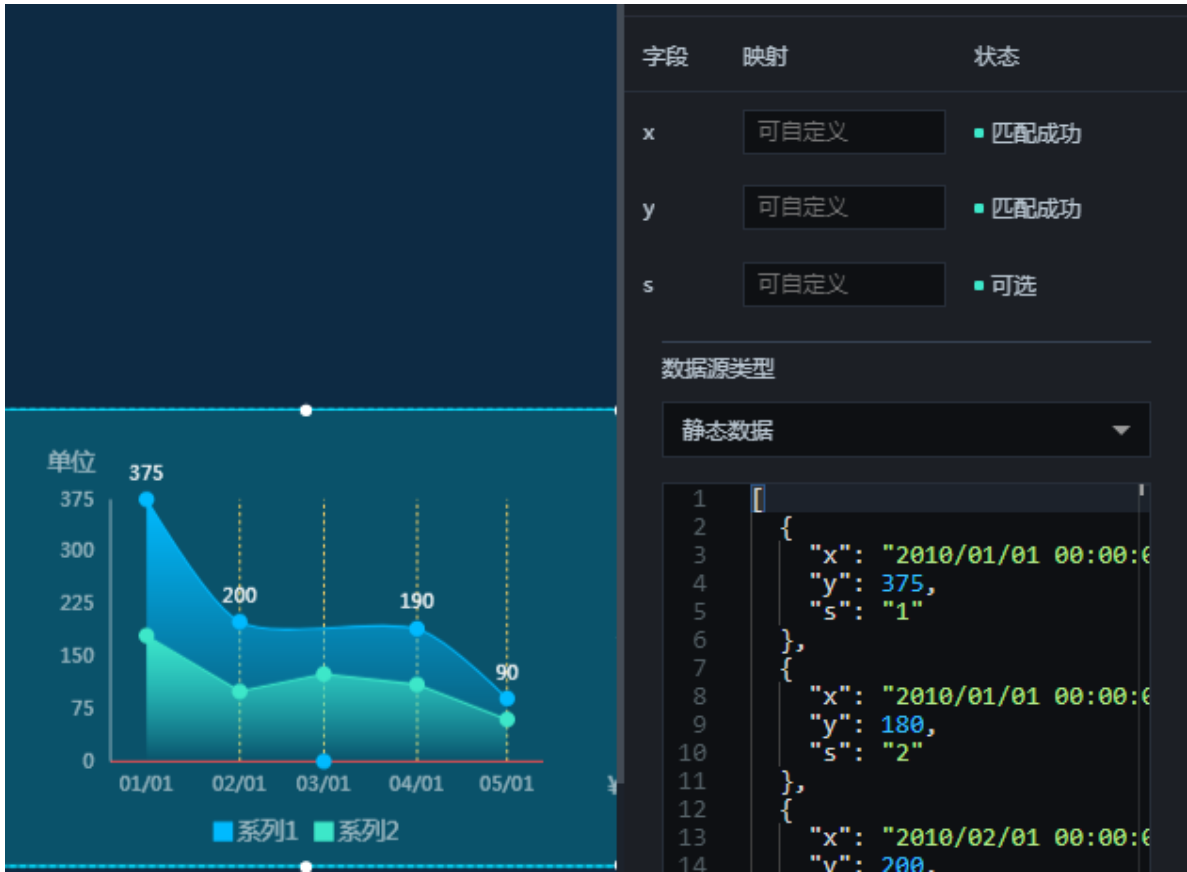 字段 映射 状态
x 可自定义 匹配成功
y 可自定义 匹配成功
s 可自定义 可选
数据源类型
静态数据
单位
375
200
190
90
375
300
225
150
75
0
01/01 02/01 03/01 04/01 05/01
系列1 系列2
1 [
2 {
3 "x": "2010/01/01 00:00:0
4 "y": 375,
5 "s": "1"
6 },
7 {
8 "x": "2010/01/01 00:00:0
9 "y": 180,
10 "s": "2"
11 },
12 {
13 "x": "2010/02/01 00:00:0
14 "y": 200,